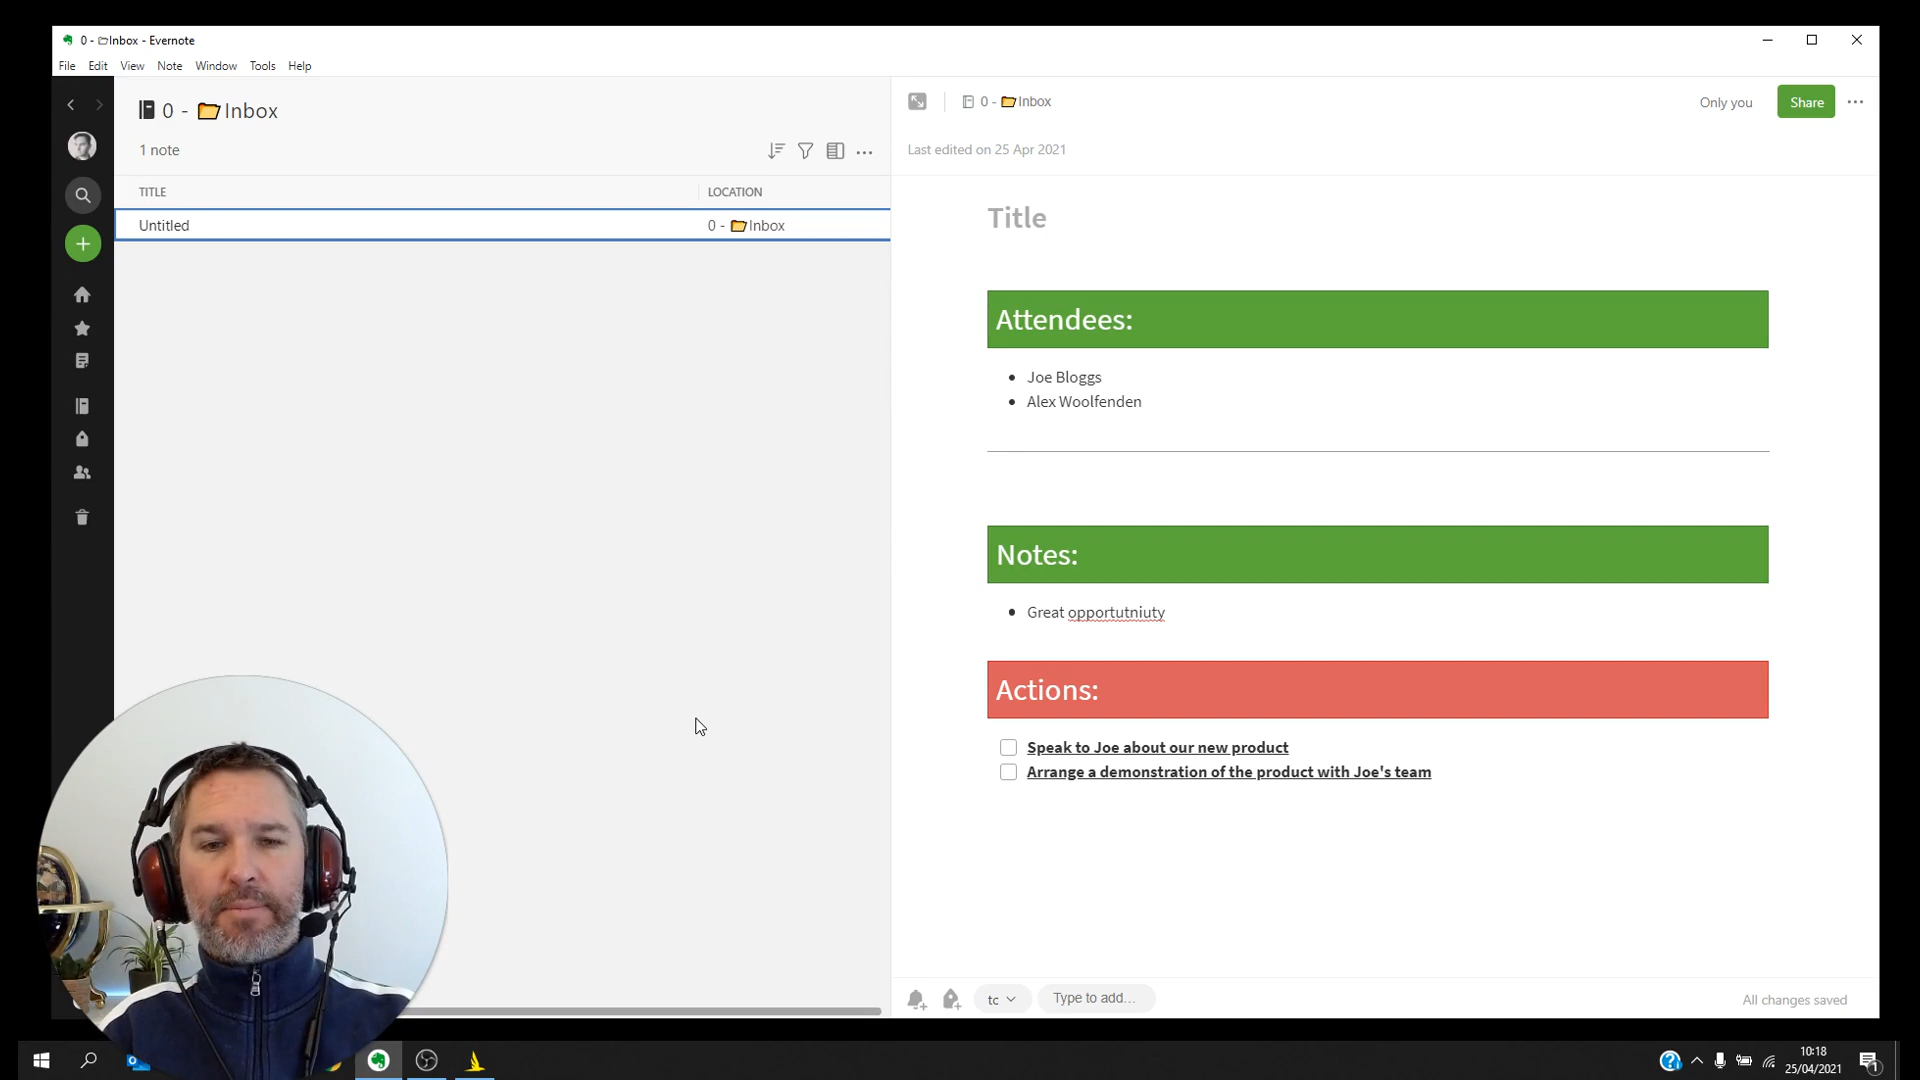 0 - Inbox - Evernote
File Edit View Note Window Tools Help
0 - Inbox
1 note
TITLE LOCATION
Untitled 0 - Inbox
0 - Inbox
Only you Share
Last edited on 25 Apr 2021
Title
Attendees:
Joe Bloggs
Alex Woolfenden
Notes:
Great opportutniuty
Actions:
Speak to Joe about our new product
Arrange a demonstration of the product with Joe's team
tc Type to add... All changes saved
10:18
25/04/2021
1